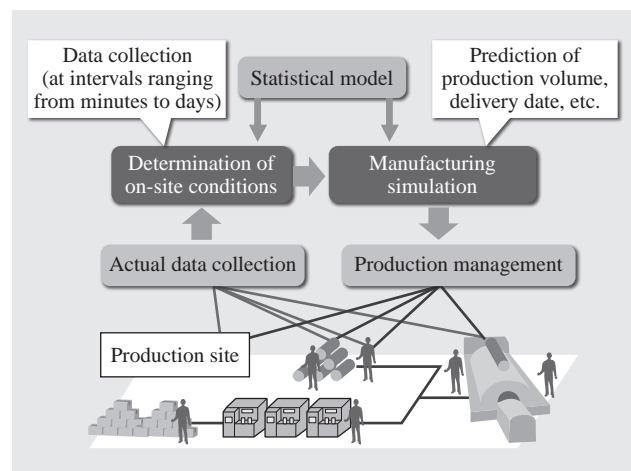 Data collection
(at intervals ranging
from minutes to days)
Statistical model
Prediction of
production volume,
delivery date, etc.
Determination of
on-site conditions
Manufacturing
simulation
Actual data collection
Production management
Production site